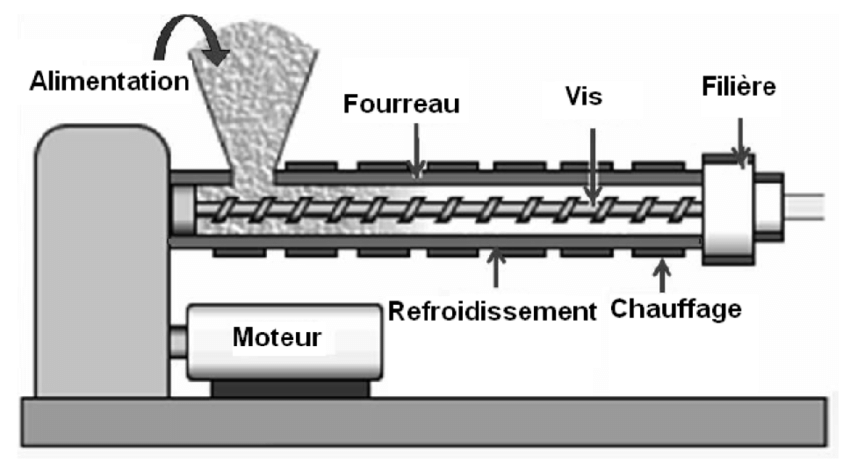 Alimentation
Fourreau
Vis
Filière
Refroidissement
Chauffage
Moteur